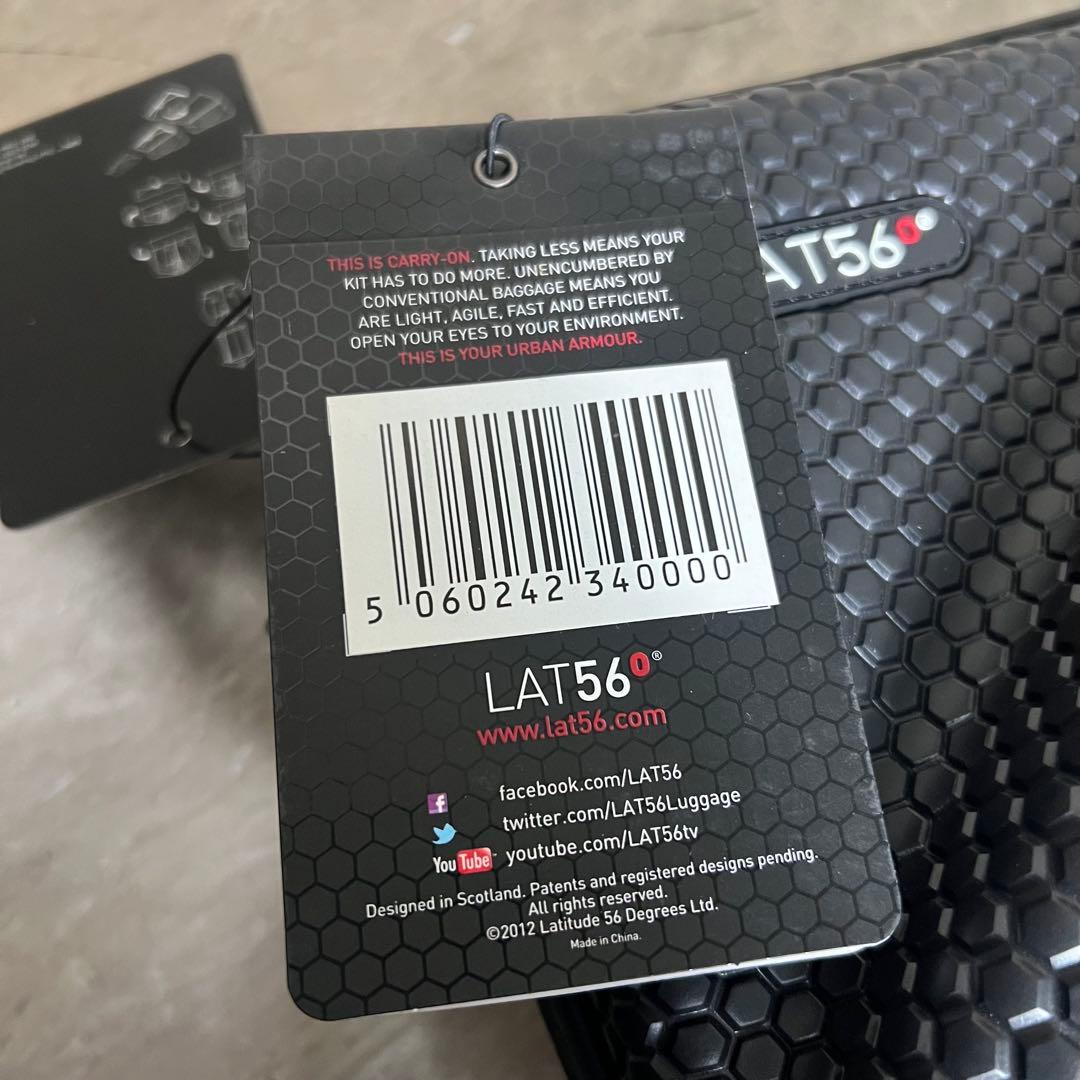 THIS IS CARRY-ON. TAKING LESS MEANS YOUR
KIT HAS TO DO MORE. UNENCUMBERED BY
CONVENTIONAL BAGGAGE MEANS YOU
ARE LIGHT, AGILE, FAST AND EFFICIENT.
OPEN YOUR EYES TO YOUR ENVIRONMENT.
THIS IS YOUR URBAN ARMOUR.
AT56º®
5 060242 340000
LAT56º®
www.lat56.com
f facebook.com/LAT56
twitter.com/LAT56Luggage
YouTube™ youtube.com/LAT56tv
Designed in Scotland. Patents and registered designs pending.
All rights reserved.
©2012 Latitude 56 Degrees Ltd.
Made in China.